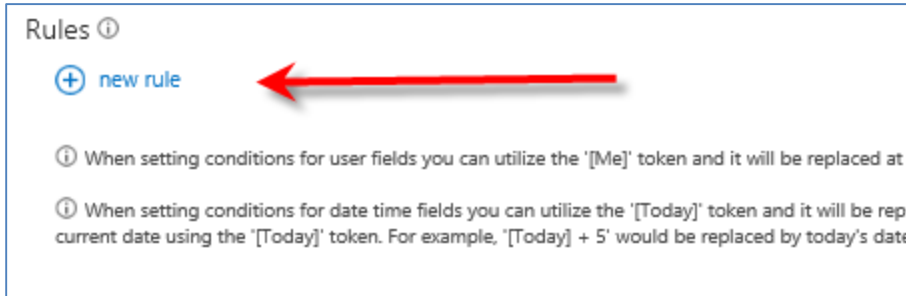 Rules
new rule
When setting conditions for user fields you can utilize the '[Me]' token and it will be replaced at
When setting conditions for date time fields you can utilize the '[Today]' token and it will be rep
current date using the '[Today]' token. For example, '[Today] + 5' would be replaced by today's date